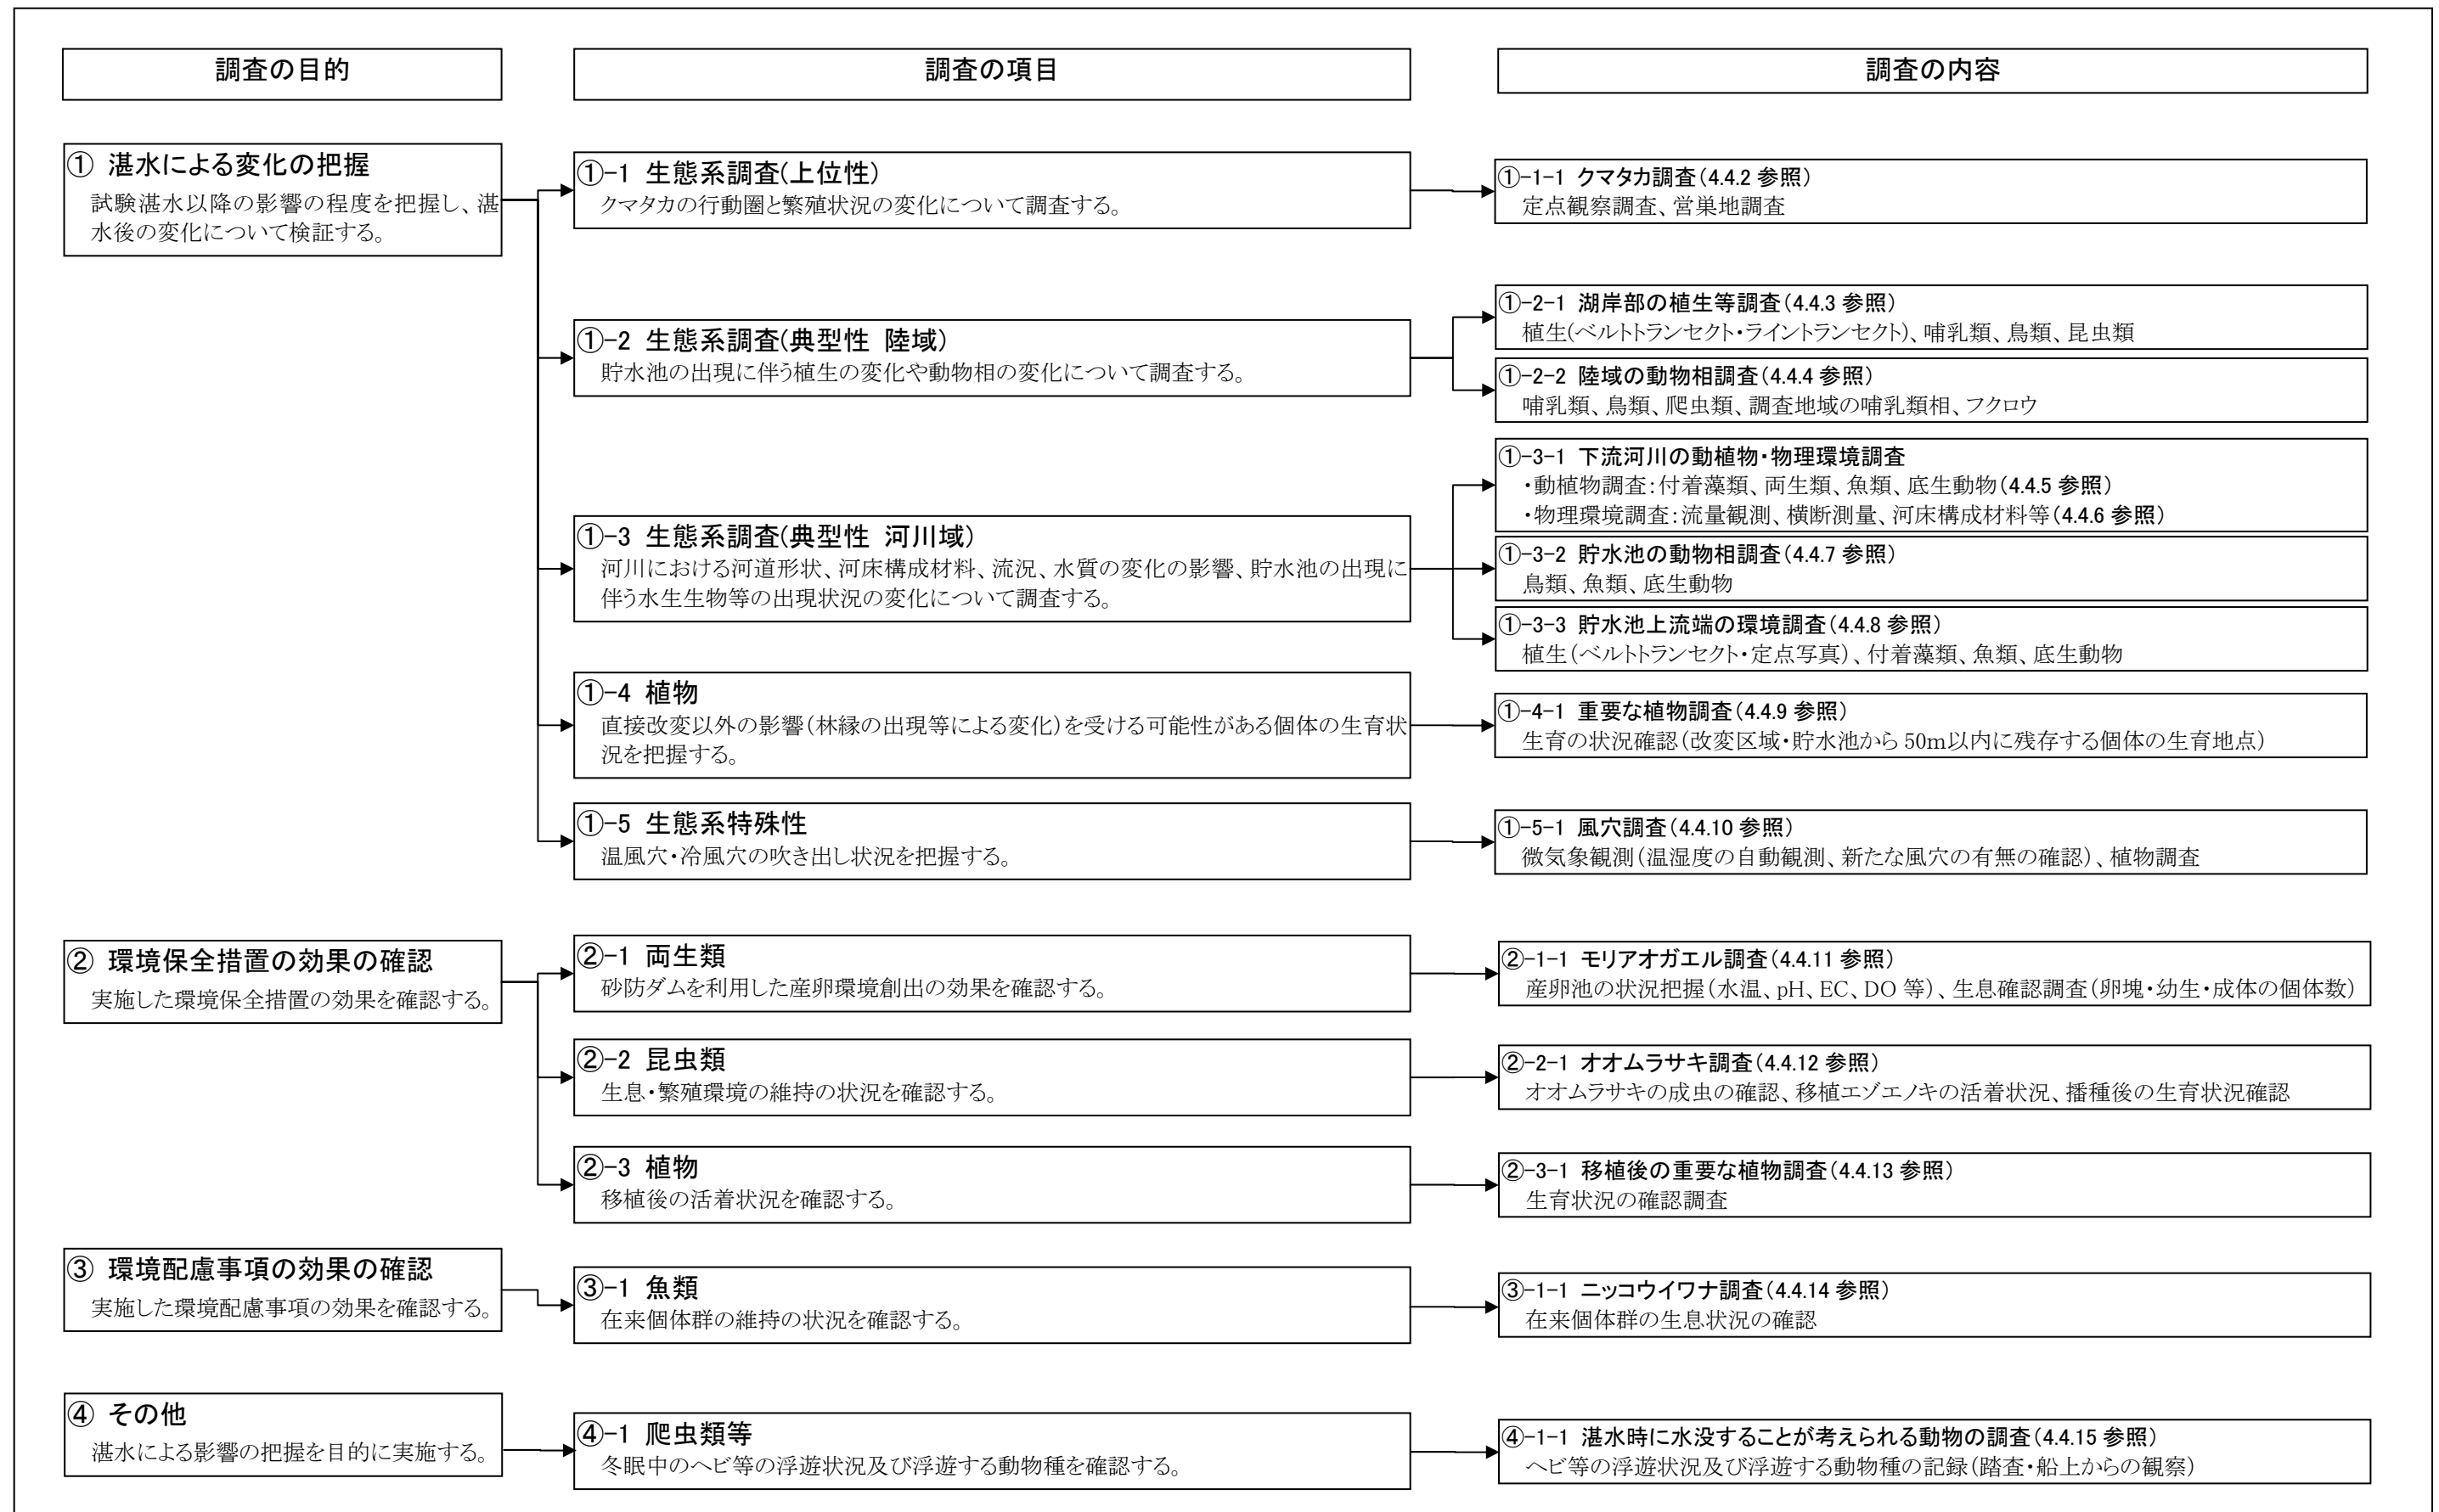 調査の目的
調査の項目
調査の内容
① 湛水による変化の把握
試験湛水以降の影響の程度を把握し、湛
水後の変化について検証する。
①-1 生態系調査(上位性)
クマタカの行動圏と繁殖状況の変化について調査する。
①-1-1 クマタカ調査(4.4.2 参照)
定点観察調査、営巣地調査
①-2 生態系調査(典型性 陸域)
貯水池の出現に伴う植生の変化や動物相の変化について調査する。
①-2-1 湖岸部の植生等調査(4.4.3 参照)
植生(ベルトトランセクト・ライントランセクト)、哺乳類、鳥類、昆虫類
①-2-2 陸域の動物相調査(4.4.4 参照)
哺乳類、鳥類、爬虫類、調査地域の哺乳類相、フクロウ
①-3 生態系調査(典型性 河川域)
河川における河道形状、河床構成材料、流況、水質の変化の影響、貯水池の出現に
伴う水生生物等の出現状況の変化について調査する。
①-3-1 下流河川の動植物・物理環境調査
・動植物調査:付着藻類、両生類、魚類、底生動物(4.4.5 参照)
・物理環境調査:流量観測、横断測量、河床構成材料等(4.4.6 参照)
①-3-2 貯水池の動物相調査(4.4.7 参照)
鳥類、魚類、底生動物
①-3-3 貯水池上流端の環境調査(4.4.8 参照)
植生(ベルトトランセクト・定点写真)、付着藻類、魚類、底生動物
①-4 植物
直接改変以外の影響(林縁の出現等による変化)を受ける可能性がある個体の生育状
況を把握する。
①-4-1 重要な植物調査(4.4.9 参照)
生育の状況確認(改変区域・貯水池から 50m以内に残存する個体の生育地点)
①-5 生態系特殊性
温風穴・冷風穴の吹き出し状況を把握する。
①-5-1 風穴調査(4.4.10 参照)
微気象観測(温湿度の自動観測、新たな風穴の有無の確認)、植物調査
② 環境保全措置の効果の確認
実施した環境保全措置の効果を確認する。
②-1 両生類
砂防ダムを利用した産卵環境創出の効果を確認する。
②-1-1 モリアオガエル調査(4.4.11 参照)
産卵池の状況把握(水温、pH、EC、DO 等)、生息確認調査(卵塊・幼生・成体の個体数)
②-2 昆虫類
生息・繁殖環境の維持の状況を確認する。
②-2-1 オオムラサキ調査(4.4.12 参照)
オオムラサキの成虫の確認、移植エゾエノキの活着状況、播種後の生育状況確認
②-3 植物
移植後の活着状況を確認する。
②-3-1 移植後の重要な植物調査(4.4.13 参照)
生育状況の確認調査
③ 環境配慮事項の効果の確認
実施した環境配慮事項の効果を確認する。
③-1 魚類
在来個体群の維持の状況を確認する。
③-1-1 ニッコウイワナ調査(4.4.14 参照)
在来個体群の生息状況の確認
④ その他
湛水による影響の把握を目的に実施する。
④-1 爬虫類等
冬眠中のヘビ等の浮遊状況及び浮遊する動物種を確認する。
④-1-1 湛水時に水没することが考えられる動物の調査(4.4.15 参照)
ヘビ等の浮遊状況及び浮遊する動物種の記録(踏査・船上からの観察)